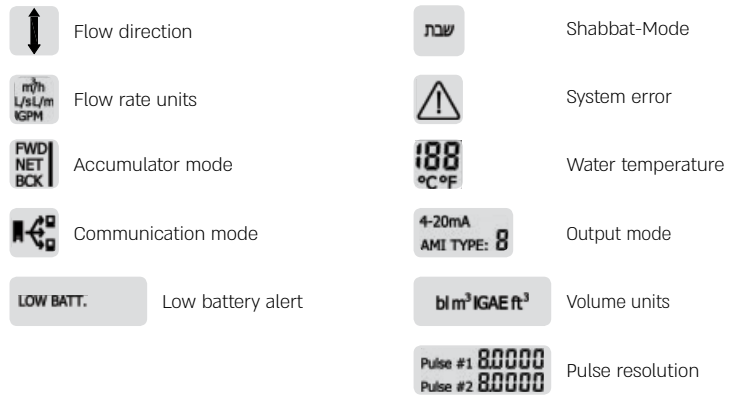 Flow direction
m³/h
L/sL/m
IGPM
Flow rate units
FWD
NET
BCK
Accumulator mode
Communication mode
LOW BATT.
Low battery alert
שבת
Shabbat-Mode
System error
188
°C°F
Water temperature
4-20mA
AMI TYPE: 8
Output mode
bl m³ IGAE ft³
Volume units
Pulse #1 8.0000
Pulse #2 8.0000
Pulse resolution